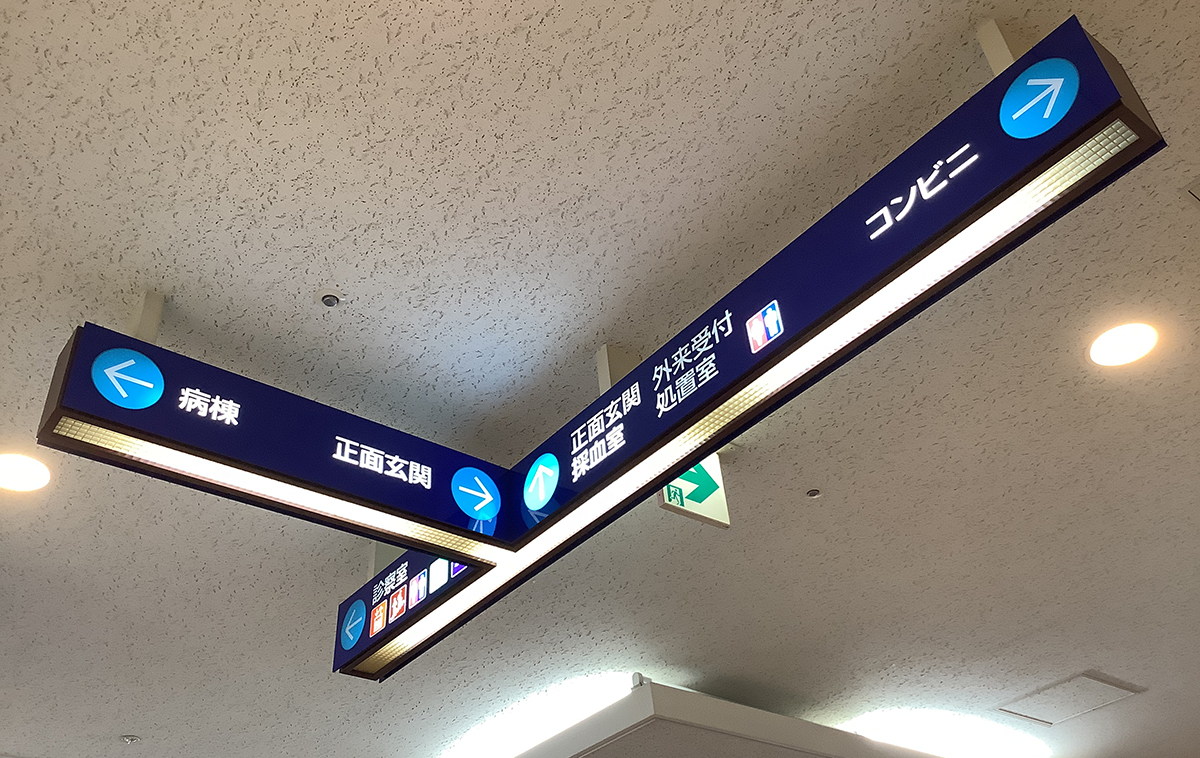 病棟
正面玄関
正面玄関
採血室
外来受付
処置室
コンビニ
診察室